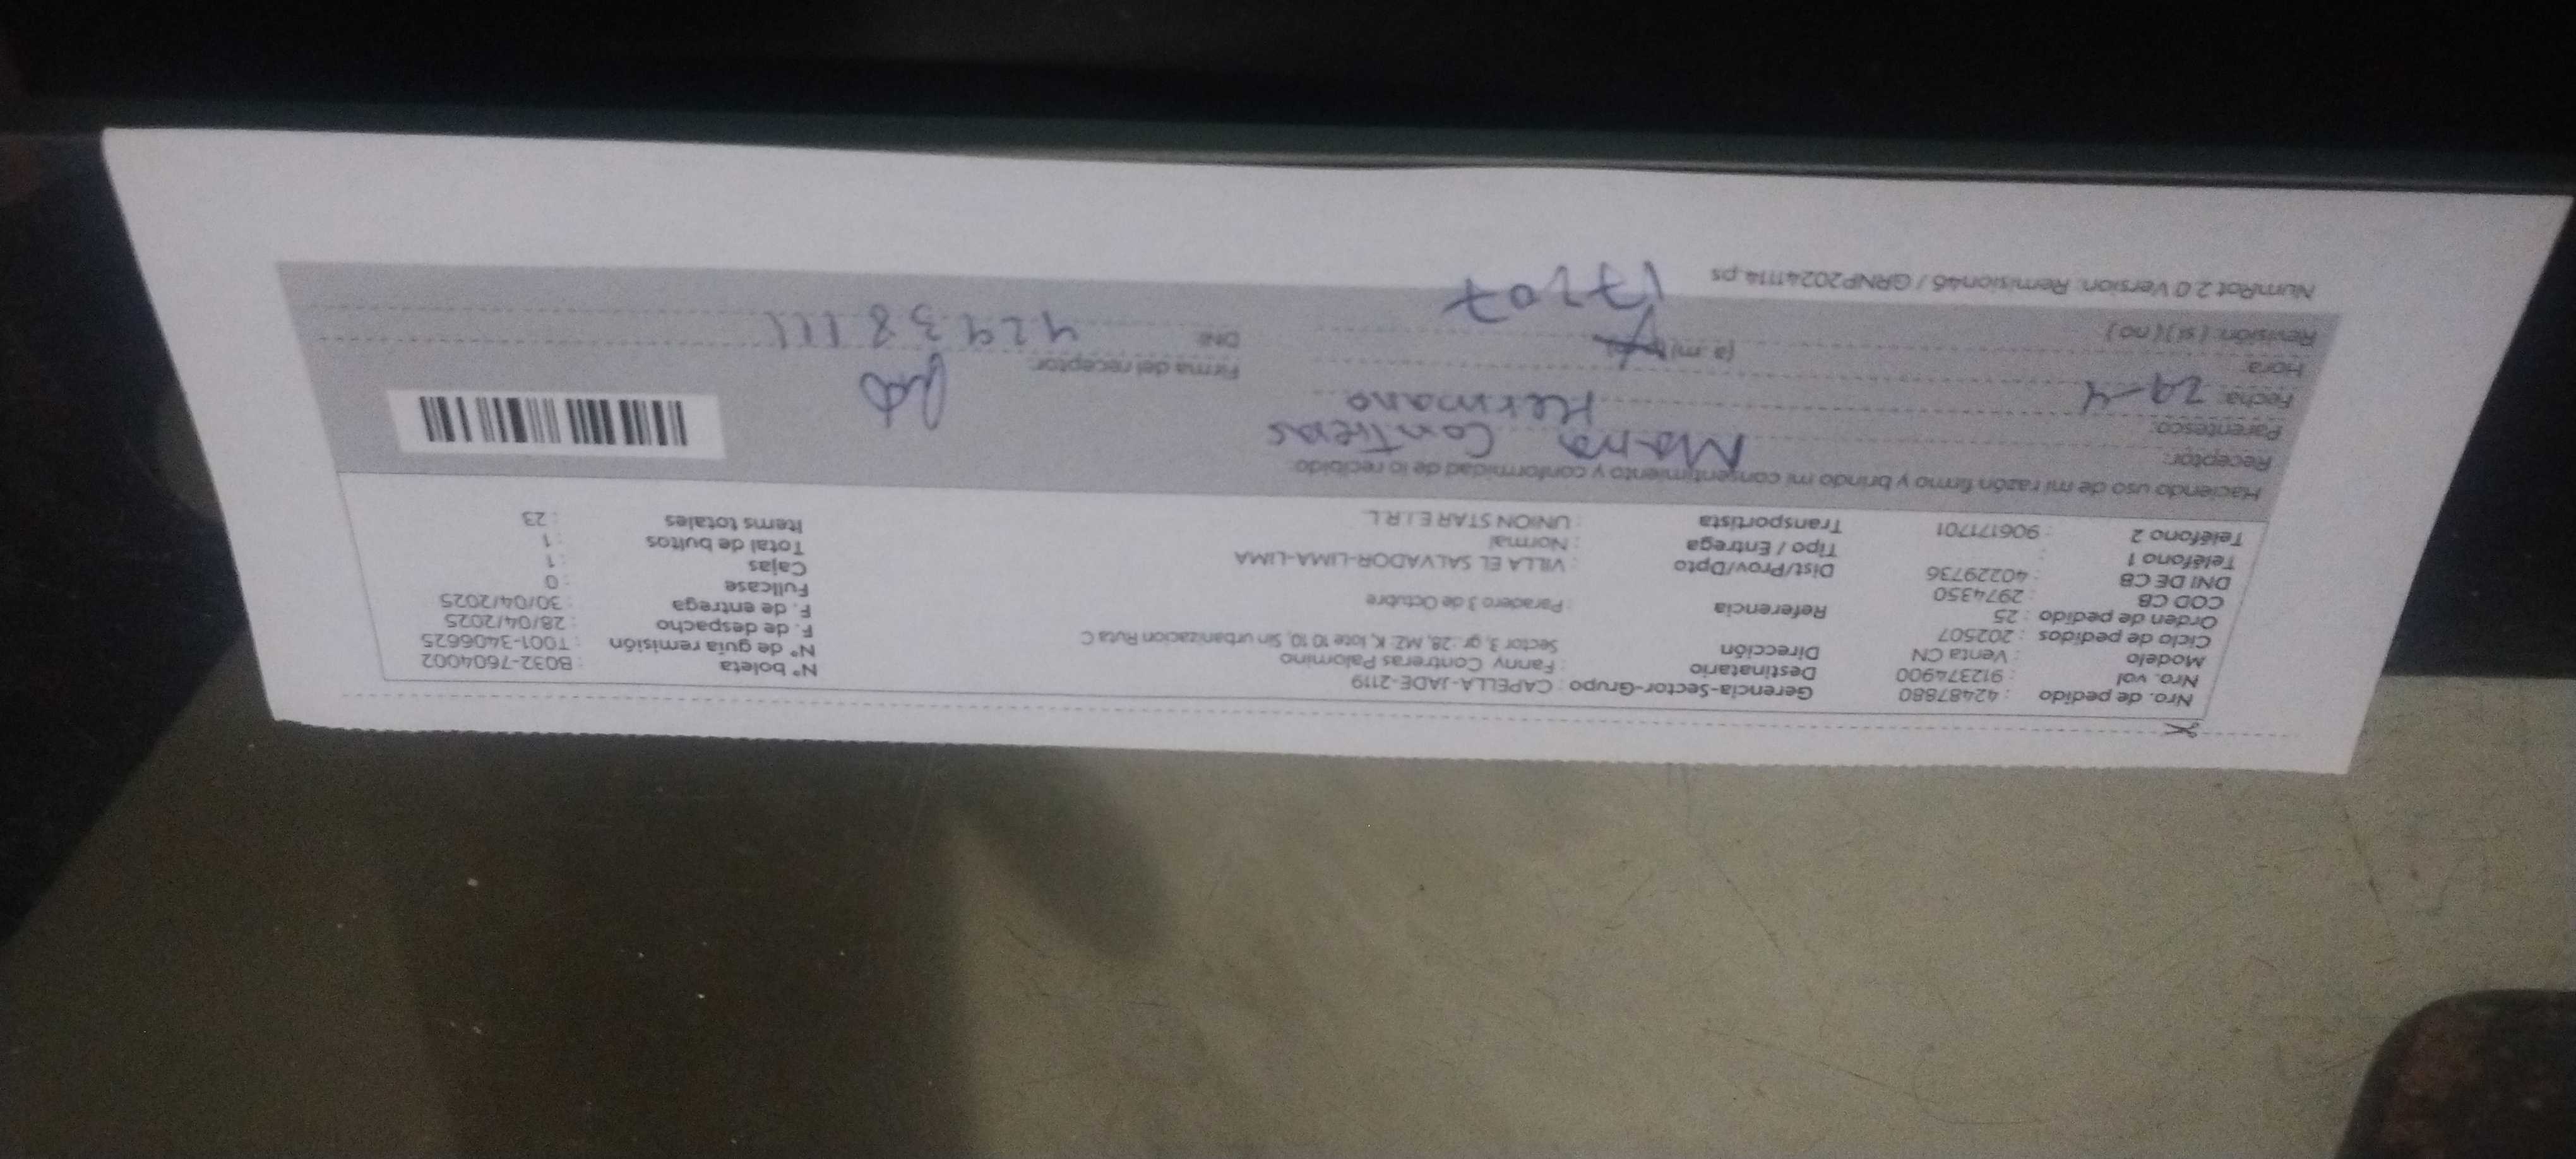 Nro. de pedido : 42487880 Gerencia-Sector-Grupo : CAPELLA-JADE-2119 N° boleta : B032-7604002
Nro. vol : 912374900 Destinatario : Fanny Contreras Palomino N° de guía remisión : T001-3406625
Modelo : Venta CN Dirección Sector 3, gr : 28, MZ. K, lote 10 10, Sin urbanizacion Ruta C F. de despacho : 28/04/2025
Ciclo de pedidos : 202507 Referencia : Paradero 3 de Octubre F. de entrega : 30/04/2025
Orden de pedido : 25 Dist/Prov/Dpto : VILLA EL SALVADOR-LIMA-LIMA Fullcase : 0
COD CB : 2974350 Tipo / Entrega : Normal Cajas : 1
DNI DE CB : 40229736 Transportista : UNION STAR E.I.R.L. Total de bultos : 1
Teléfono 1 : Items totales : 23
Teléfono 2 : 906171701
Haciendo uso de mi razón firmo y brindo mi consentimiento y conformidad de lo recibido:
Receptor: Contreras
Parentesco: Hermano
Fecha: 29-4 Firma del receptor:
Hora: (a.m)
Revisión: ( si ) ( no ) 17207 DNI: 42438111
NumRot 2.0 Version: Remision46 / GRNP20241114.ps